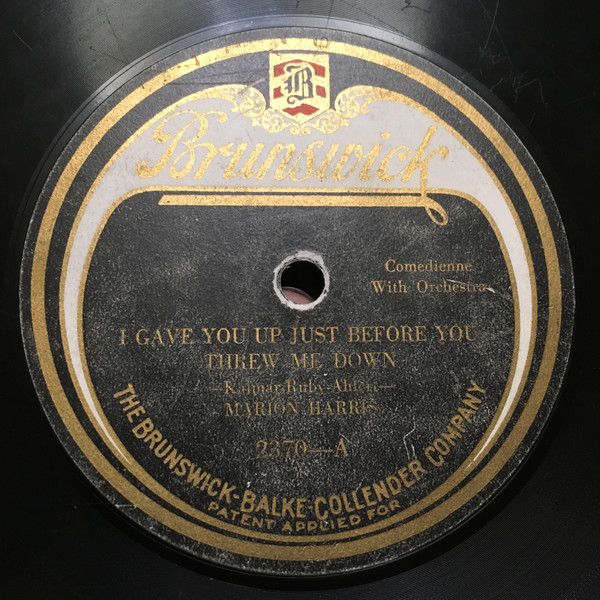 B
Brunswick
Comedienne
With Orchestra
I GAVE YOU UP JUST BEFORE YOU
THREW ME DOWN
—Kalmar-Ruby-Ahlert—
MARION HARRIS
2370—A
THE BRUNSWICK-BALKE-COLLENDER COMPANY
PATENT APPLIED FOR